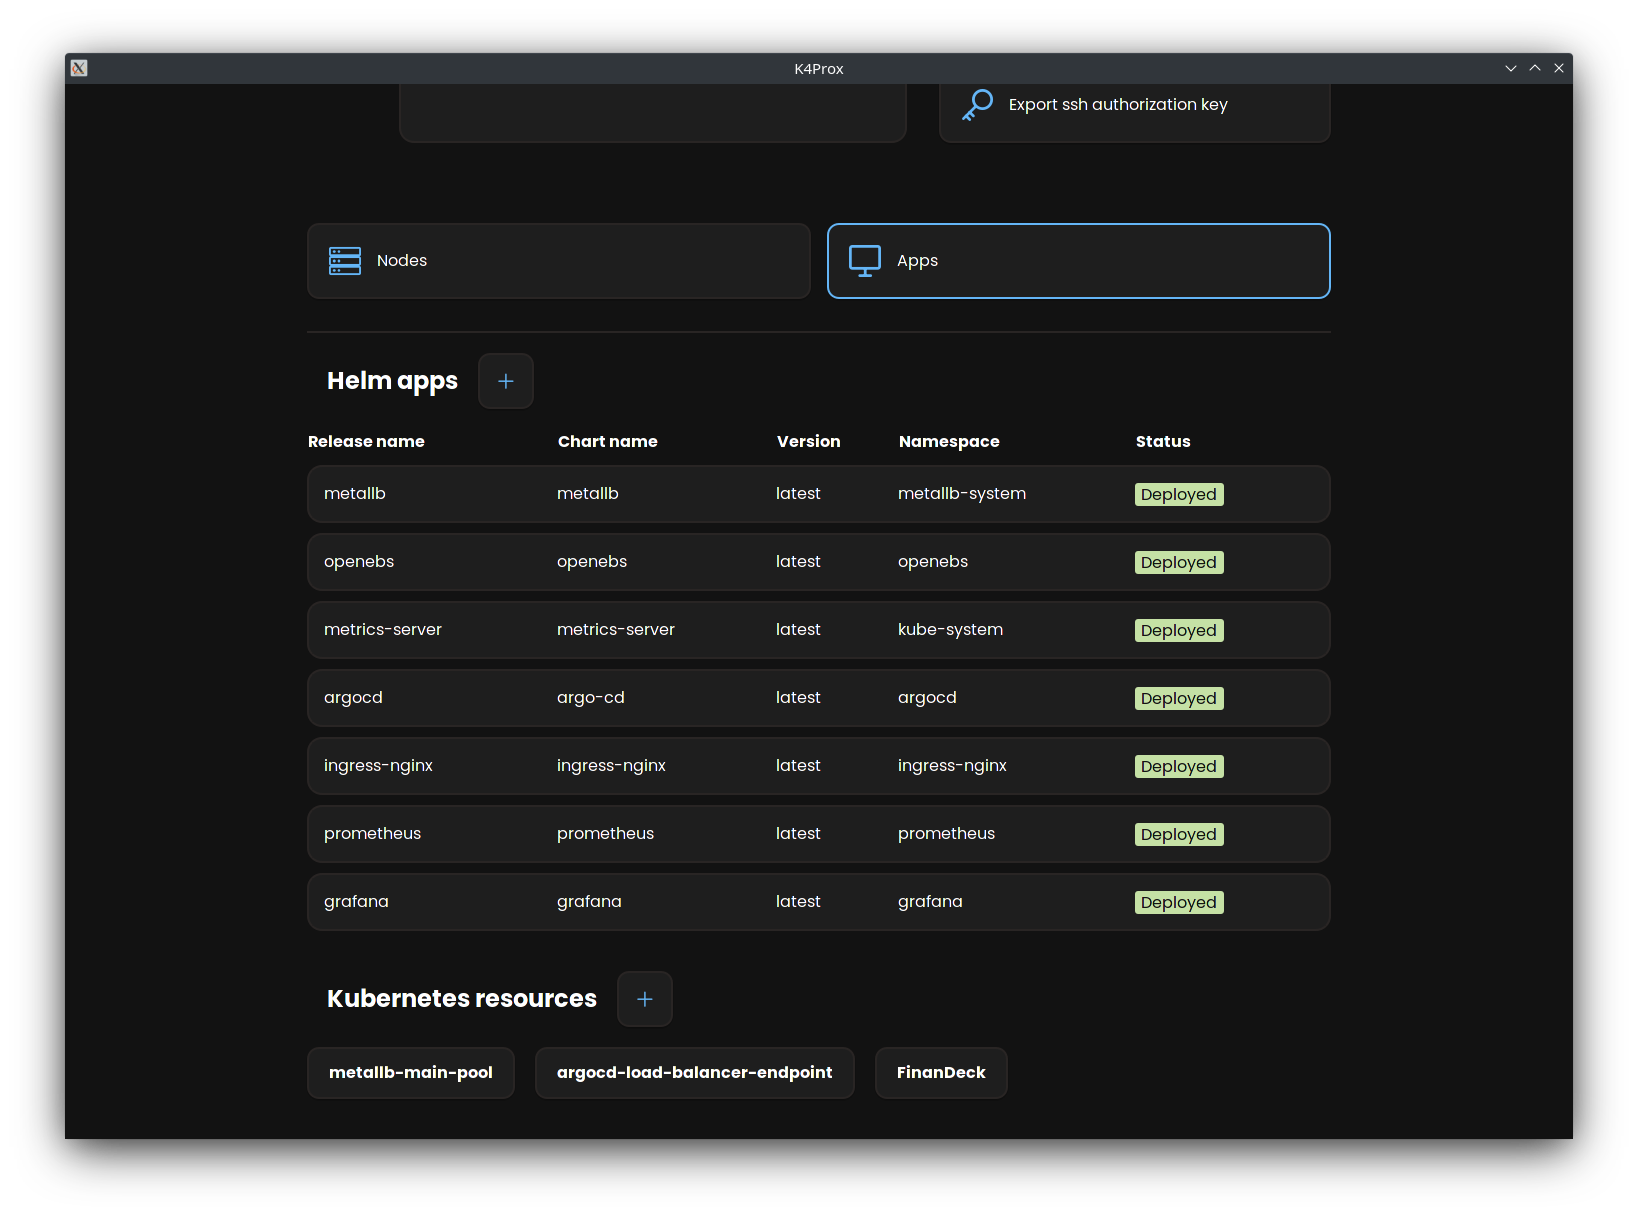 K4Prox
Export ssh authorization key
Nodes
Apps
Helm apps
+
Release name Chart name Version Namespace Status
metallb metallb latest metallb-system Deployed
openebs openebs latest openebs Deployed
metrics-server metrics-server latest kube-system Deployed
argocd argo-cd latest argocd Deployed
ingress-nginx ingress-nginx latest ingress-nginx Deployed
prometheus prometheus latest prometheus Deployed
grafana grafana latest grafana Deployed
Kubernetes resources
+
metallb-main-pool argocd-load-balancer-endpoint FinanDeck